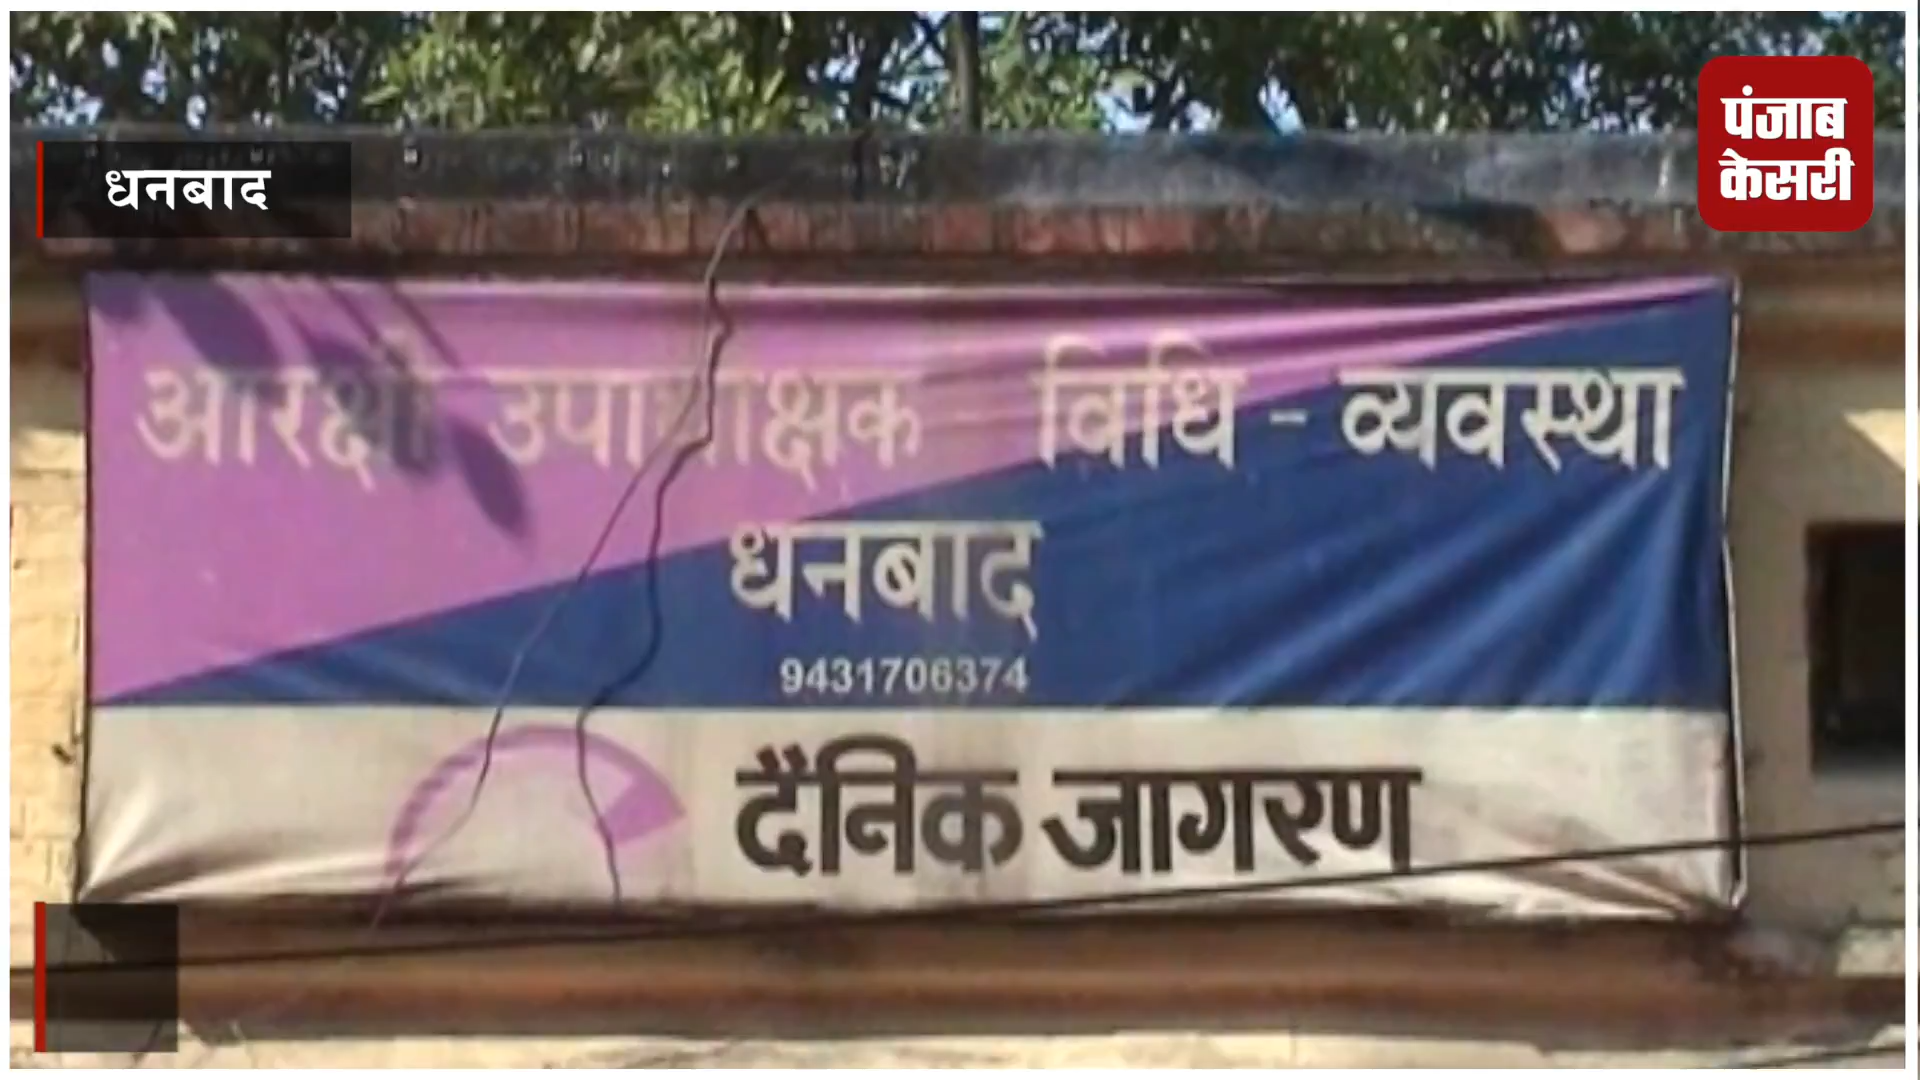 धनबाद
पंजाब
केसरी
आरक्षी उपाधीक्षक - विधि - व्यवस्था
धनबाद
9431706374
दैनिक जागरण